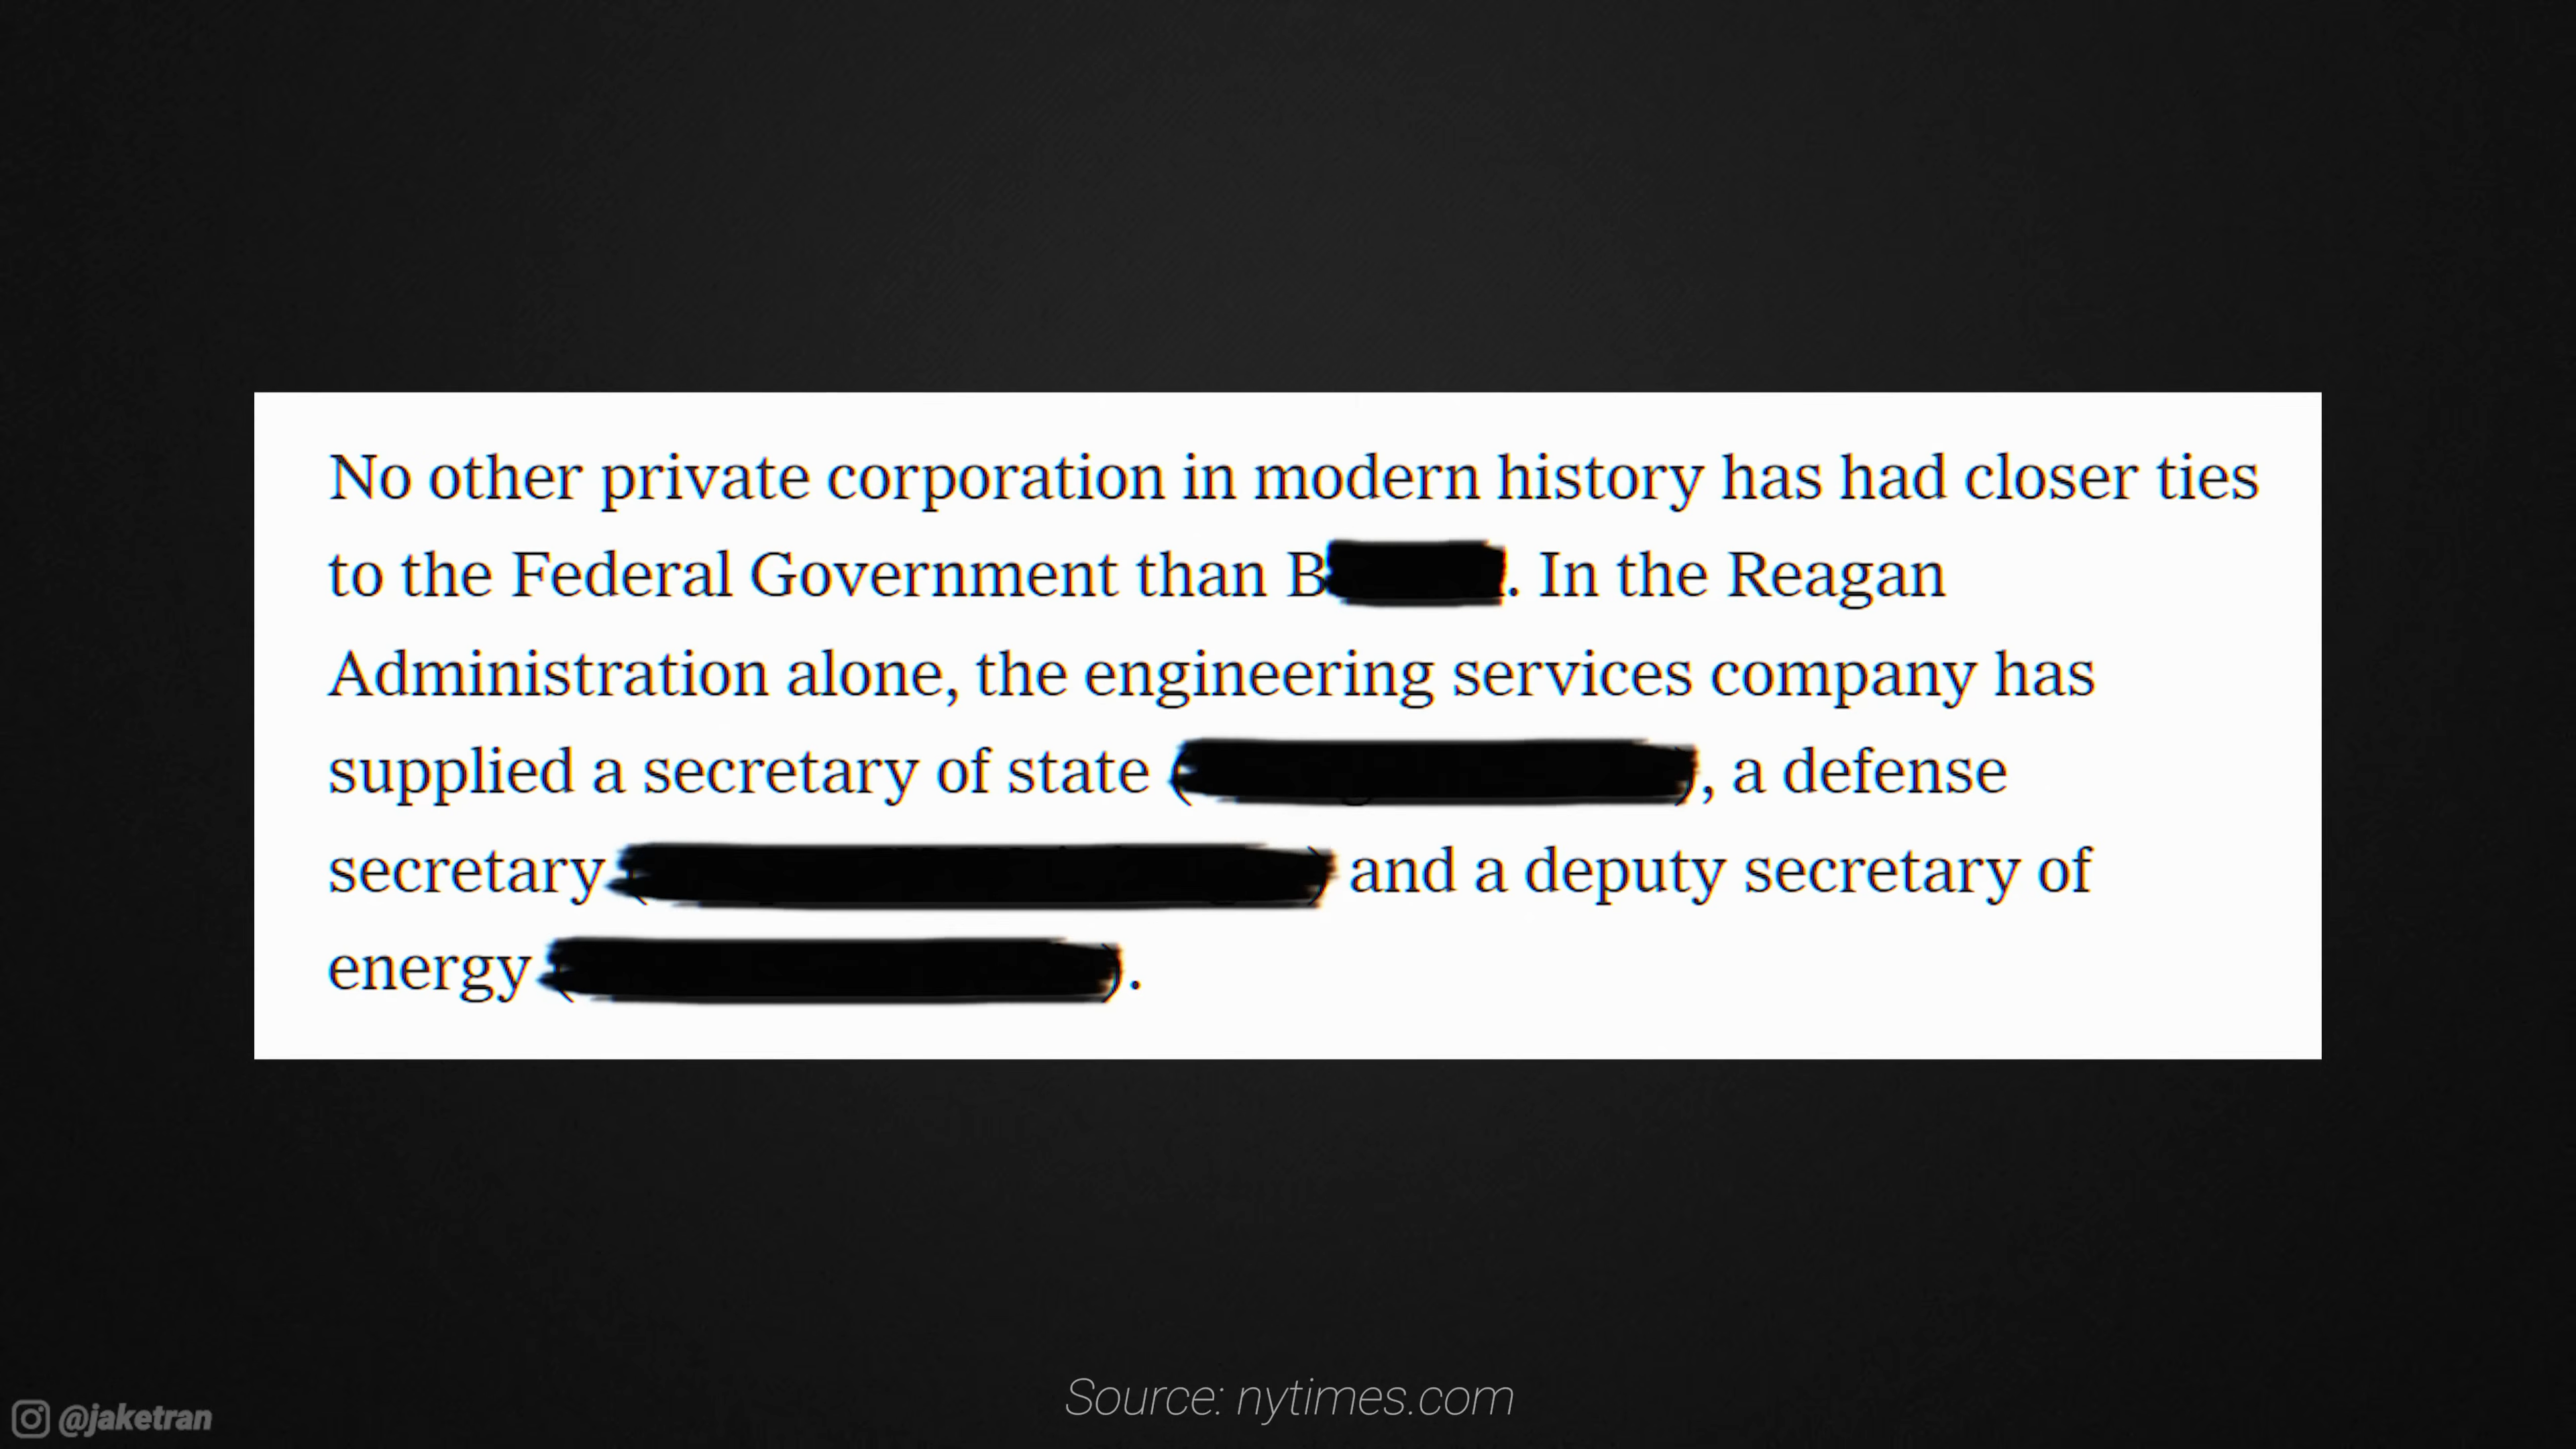 No other private corporation in modern history has had closer ties
to the Federal Government than B . In the Reagan
Administration alone, the engineering services company has
supplied a secretary of state ( ), a defense
secretary ( ) and a deputy secretary of
energy ( ).
Source: nytimes.com
@jaketran